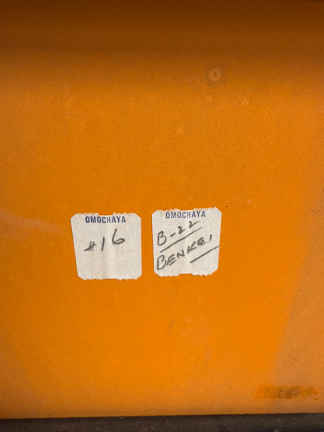 OMOCHAYA
#16
OMOCHAYA
B-22
BENKEI